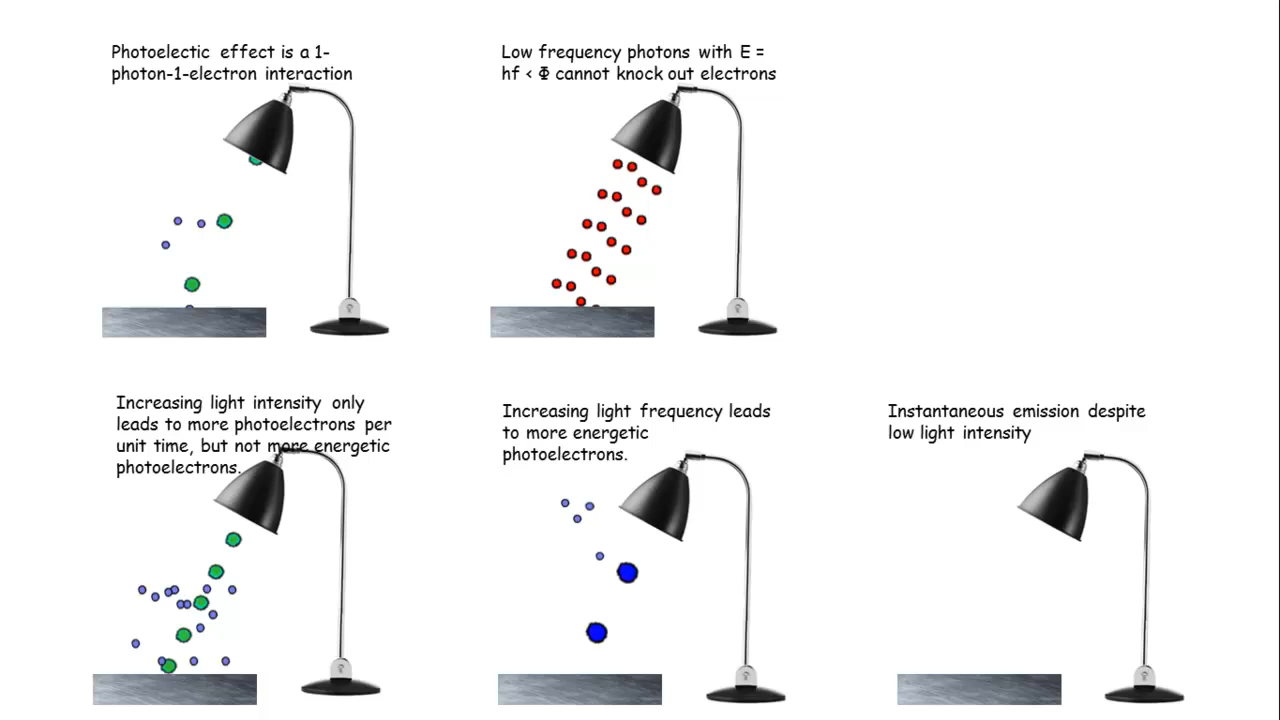 Photoelectic effect is a 1-
photon-1-electron interaction
Low frequency photons with E =
hf < Φ cannot knock out electrons
Increasing light intensity only
leads to more photoelectrons per
unit time, but not more energetic
photoelectrons.
Increasing light frequency leads
to more energetic
photoelectrons.
Instantaneous emission despite
low light intensity